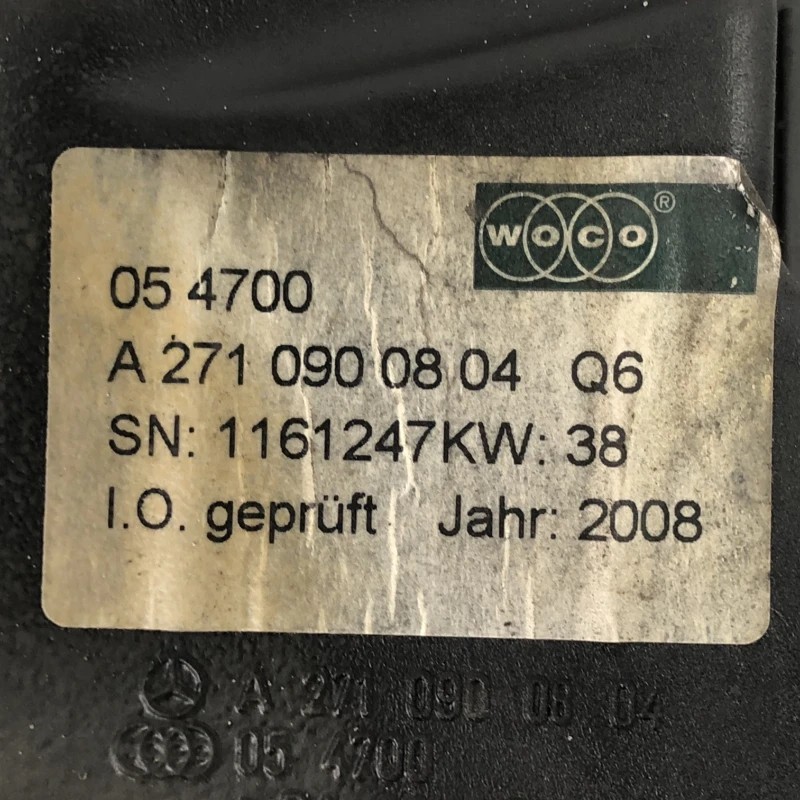 WOCO®
05 4700
A 271 090 08 04 Q6
SN: 1161247KW: 38
I.O. geprüft Jahr: 2008
A 271 090 08 04
05 4700